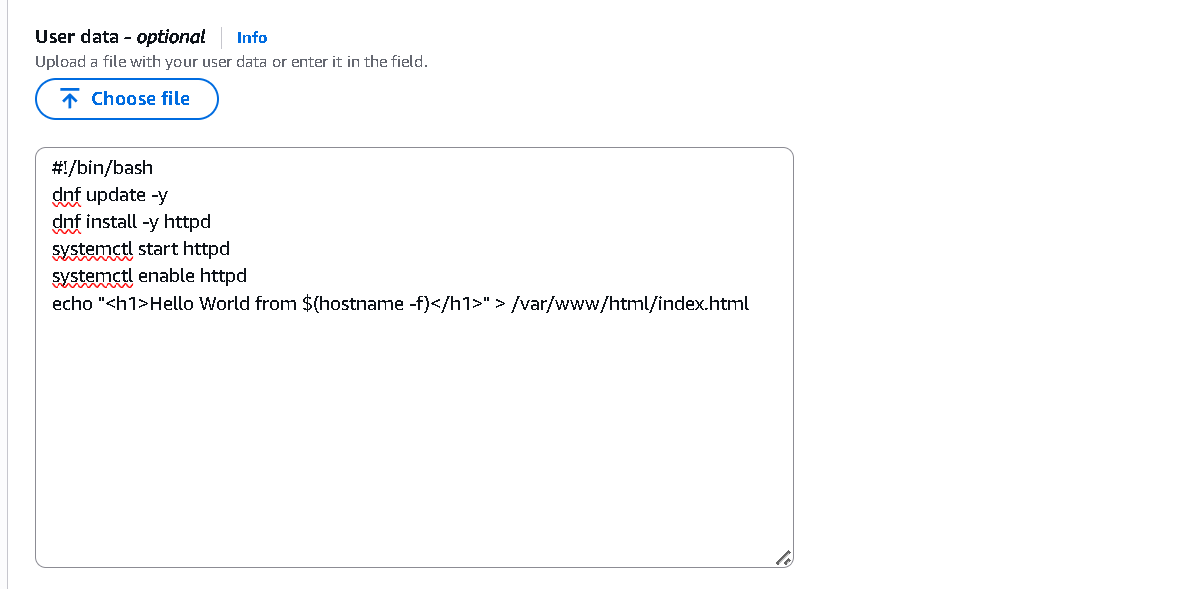 User data - optional
Info
Upload a file with your user data or enter it in the field.
Choose file
#!/bin/bash
dnf update -y
dnf install -y httpd
systemctl start httpd
systemctl enable httpd
echo "<h1>Hello World from $(hostname -f)</h1>" > /var/www/html/index.html